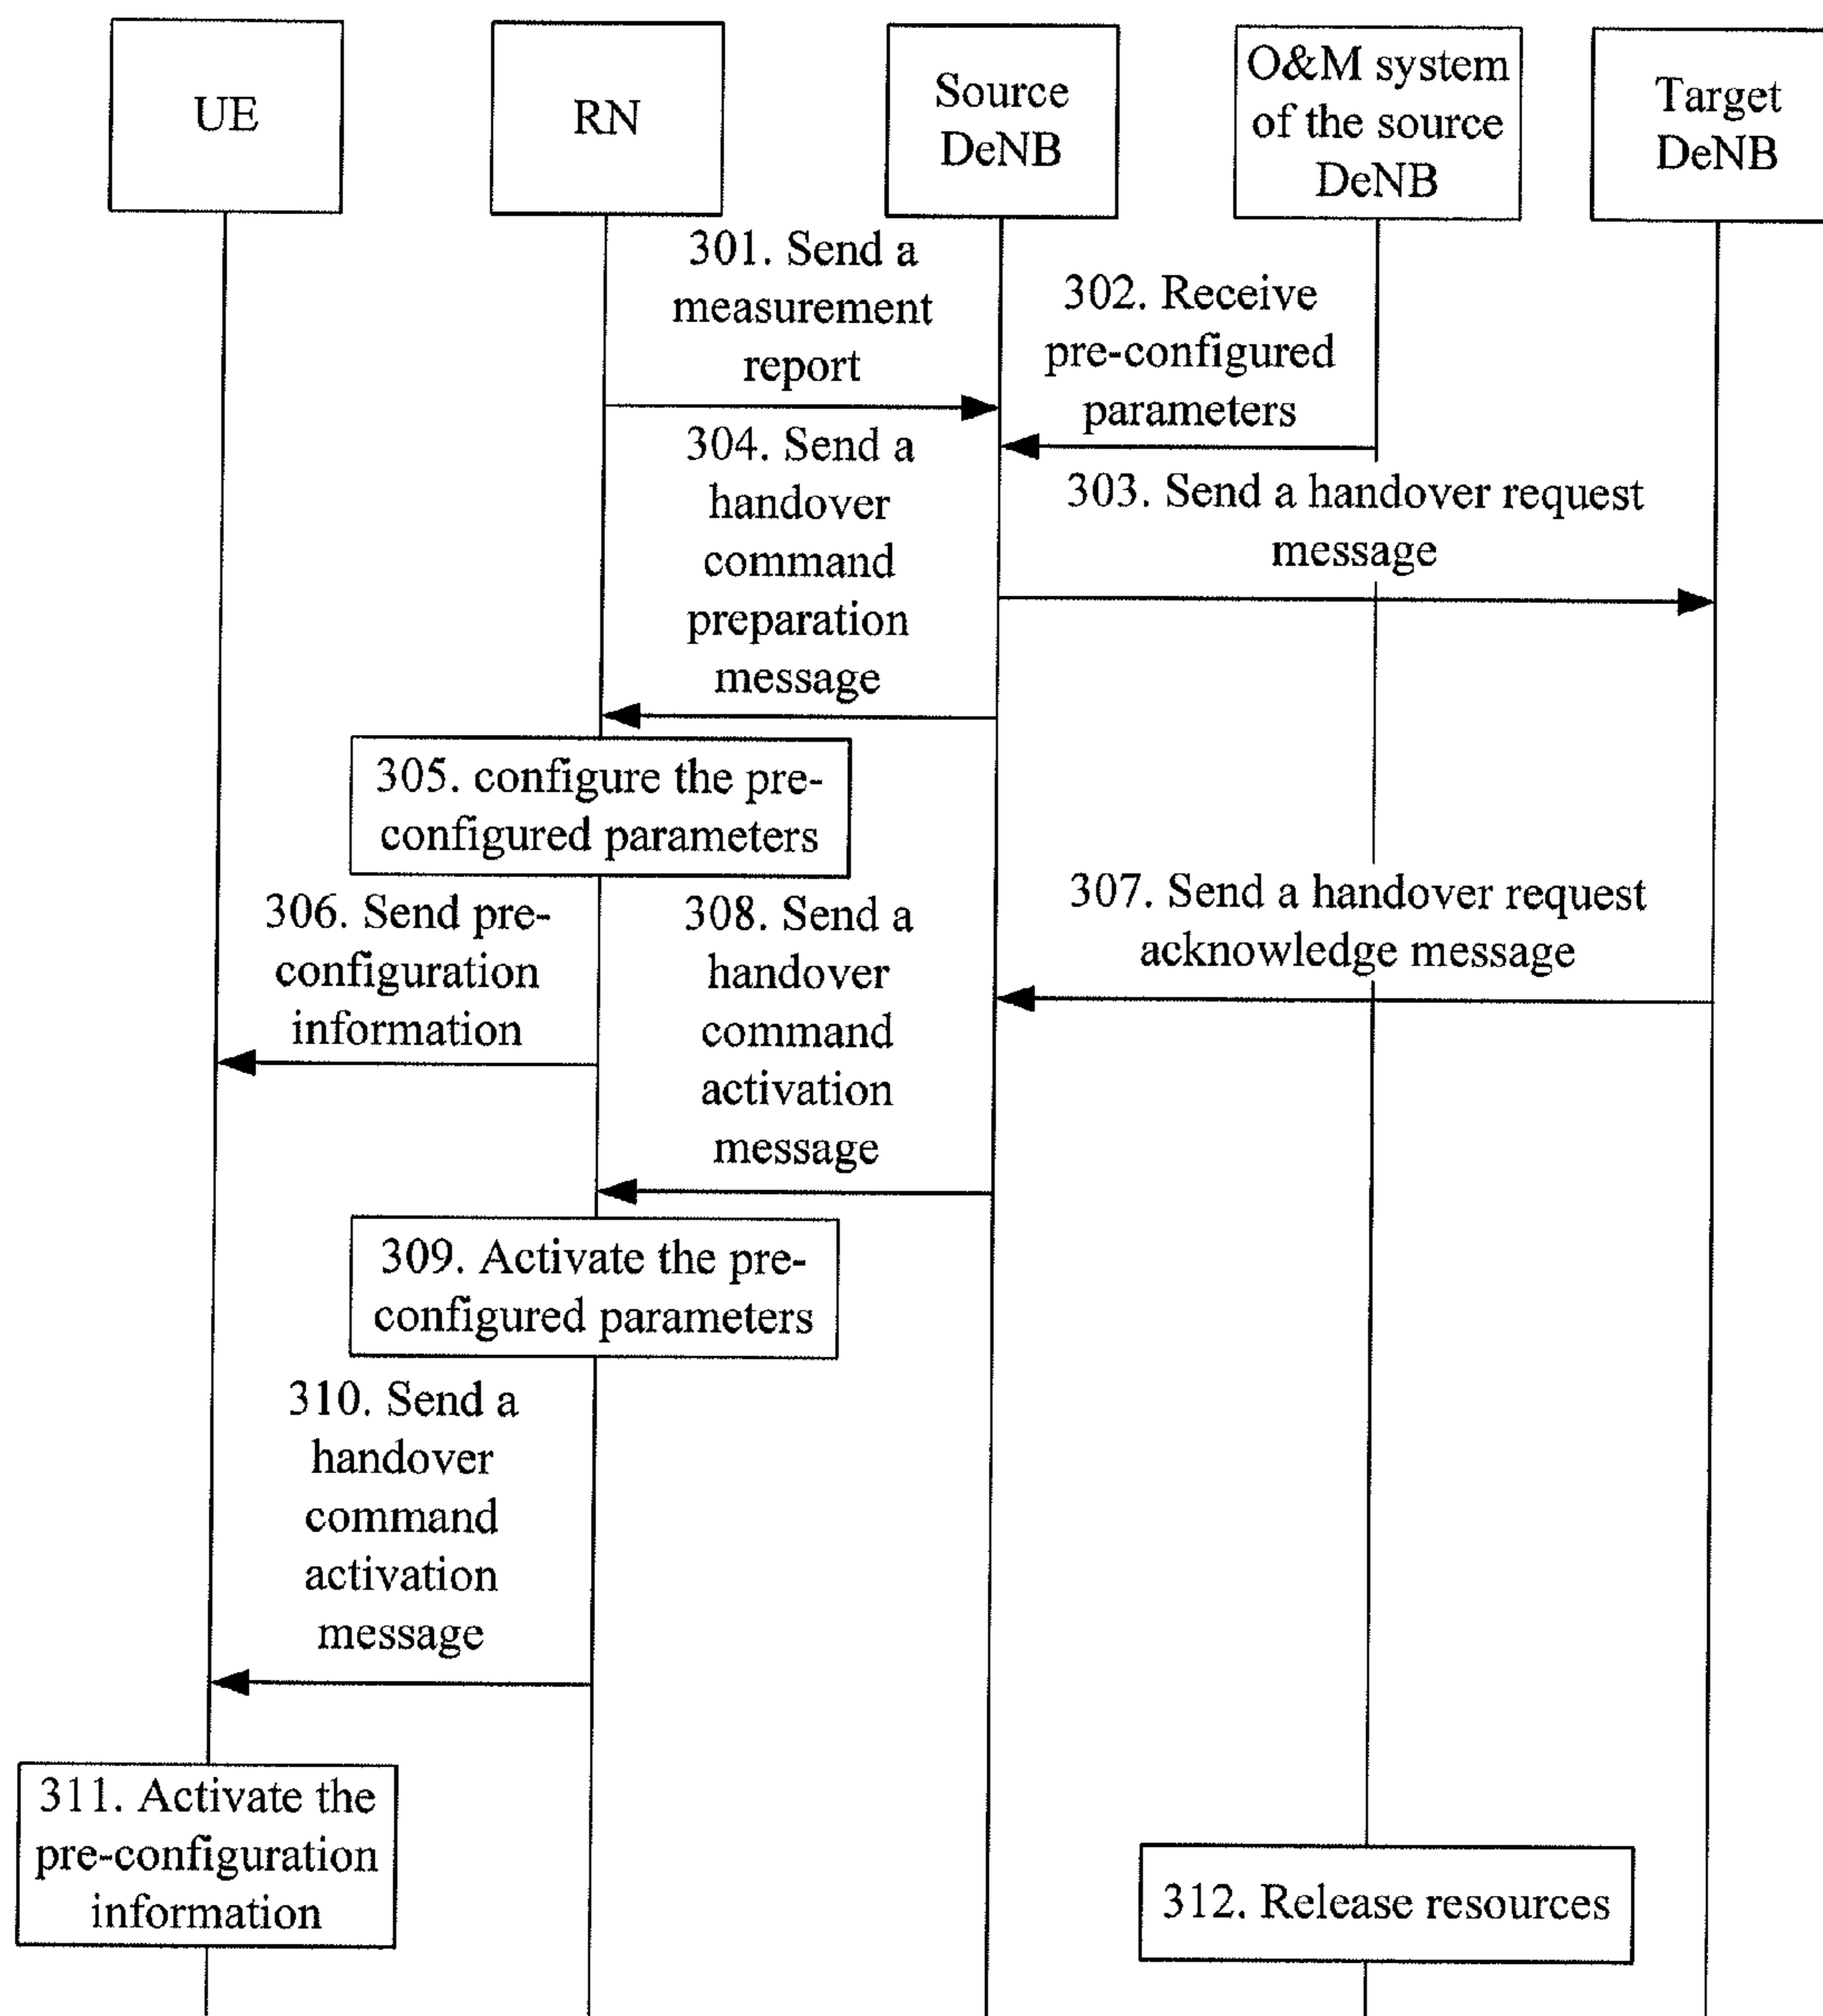 UE
RN
Source
DeNB
O&M system
of the source
DeNB
Target
DeNB
301. Send a
measurement
report
302. Receive
pre-configured
parameters
303. Send a handover request
message
304. Send a
handover
command
preparation
message
305. configure the pre-
configured parameters
306. Send pre-
configuration
information
307. Send a handover request
acknowledge message
308. Send a
handover
command
activation
message
309. Activate the pre-
configured parameters
310. Send a
handover
command
activation
message
311. Activate the
pre-configuration
information
312. Release resources